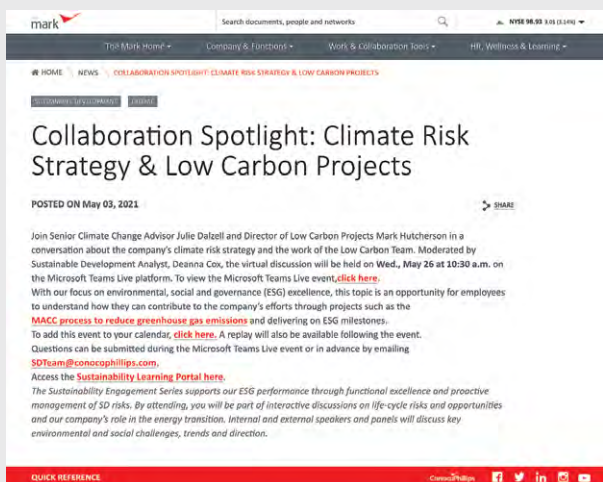 mark
Search documents, people and networks
NYSE 98.93 3.01 (3.14%)
The Mark Home
Company & Functions
Work & Collaboration Tools
HR, Wellness & Learning
HOME \ NEWS \ COLLABORATION SPOTLIGHT: CLIMATE RISK STRATEGY & LOW CARBON PROJECTS
SUSTAINABLE DEVELOPMENT
Collaboration Spotlight: Climate Risk
Strategy & Low Carbon Projects
POSTED ON May 03, 2021
SHARE
Join Senior Climate Change Advisor Julie Dalzell and Director of Low Carbon Projects Mark Hutcherson in a
conversation about the company's climate risk strategy and the work of the Low Carbon Team. Moderated by
Sustainable Development Analyst, Deanna Cox, the virtual discussion will be held on Wed., May 26 at 10:30 a.m. on
the Microsoft Teams Live platform. To view the Microsoft Teams Live event,click here.
With our focus on environmental, social and governance (ESG) excellence, this topic is an opportunity for employees
to understand how they can contribute to the company's efforts through projects such as the
MACC process to reduce greenhouse gas emissions and delivering on ESG milestones.
To add this event to your calendar, click here. A replay will also be available following the event.
Questions can be submitted during the Microsoft Teams Live event or in advance by emailing
SDTeam@conocophillips.com.
Access the Sustainability Learning Portal here.
The Sustainability Engagement Series supports our ESG performance through functional excellence and proactive
management of SD risks. By attending, you will be part of interactive discussions on life-cycle risks and opportunities
and our company's role in the energy transition. Internal and external speakers and panels will discuss key
environmental and social challenges, trends and direction.
QUICK REFERENCE
ConocoPhillips